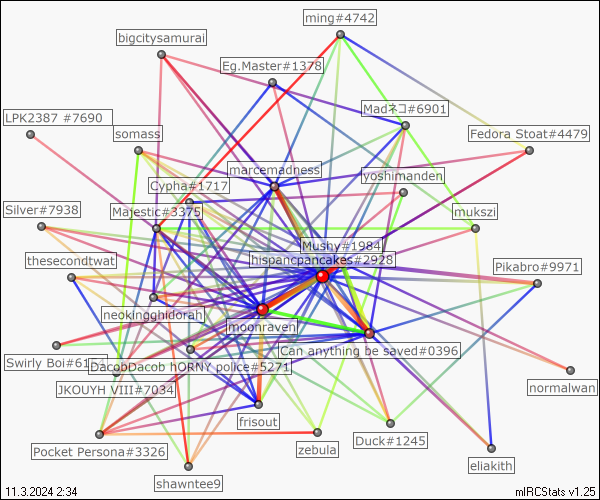 ming#4742
bigcitysamurai
Eg.Master#1378
Madネコ#6901
LPK2387 #7690
somass
Fedora Stoat#4479
marcemadness
yoshimanden
Cypha#1717
Silver#7938
Majestic#3375
mukszi
Mushy#1984
hispancpancakes#2928
thesecondtwat
Pikabro#9971
neokingghidorah
moonraven
Can anything be saved#0396
Swirly Boi#61
DacobDacob hORNY police#5271
JKOUYH VIII#7034
normalwan
frisout
Duck#1245
Pocket Persona#3326
zebula
eliakith
shawntee9
11.3.2024 2:34
mIRCStats v1.25